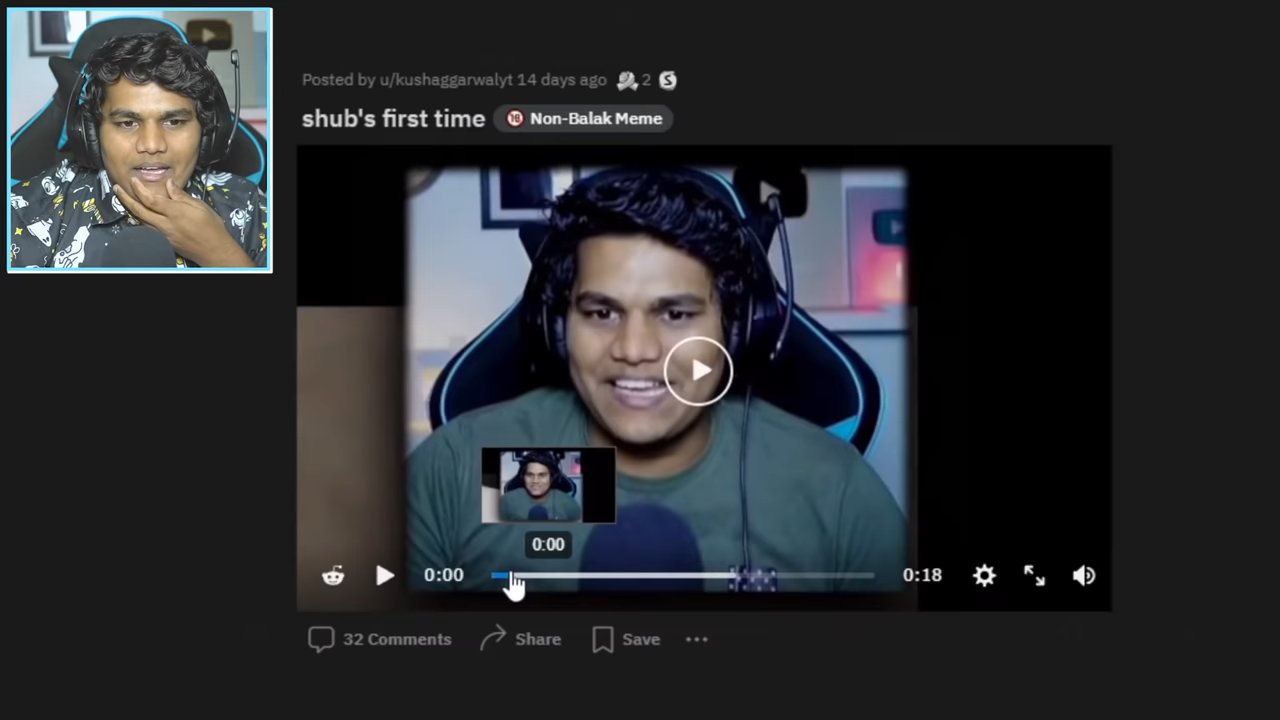 Posted by u/kushaggarwalyt 14 days ago 2
shub's first time 18 Non-Balak Meme
0:00
0:00 0:18
32 Comments Share Save